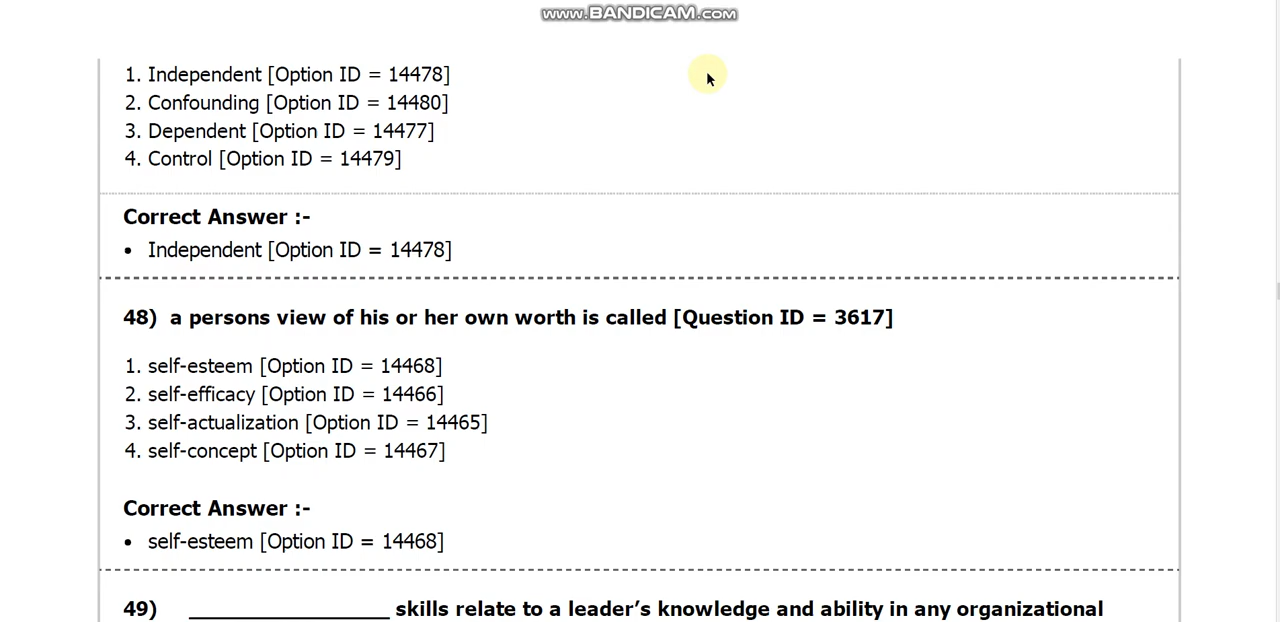 www.BANDICAM.com
1. Independent [Option ID = 14478]
2. Confounding [Option ID = 14480]
3. Dependent [Option ID = 14477]
4. Control [Option ID = 14479]
Correct Answer :-
• Independent [Option ID = 14478]
48) a persons view of his or her own worth is called [Question ID = 3617]
1. self-esteem [Option ID = 14468]
2. self-efficacy [Option ID = 14466]
3. self-actualization [Option ID = 14465]
4. self-concept [Option ID = 14467]
Correct Answer :-
• self-esteem [Option ID = 14468]
49) __________________ skills relate to a leader’s knowledge and ability in any organizational